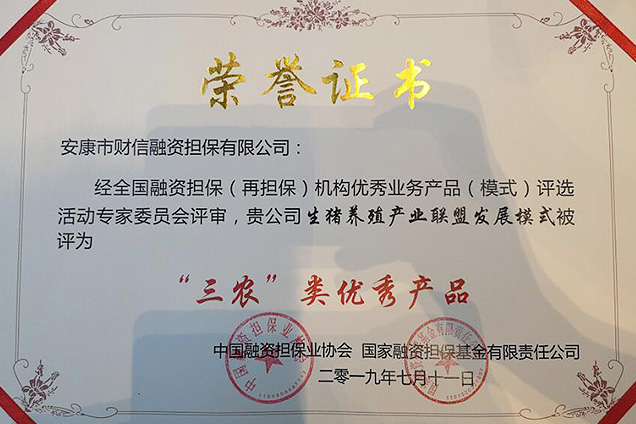 荣誉证书
安康市财信融资担保有限公司：
经全国融资担保（再担保）机构优秀业务产品（模式）评选
活动专家委员会评审，贵公司生猪养殖产业联盟发展模式被
评为
“三农”类优秀产品
中国融资担保业协会 国家融资担保基金有限责任公司
二零一九年七月十一日